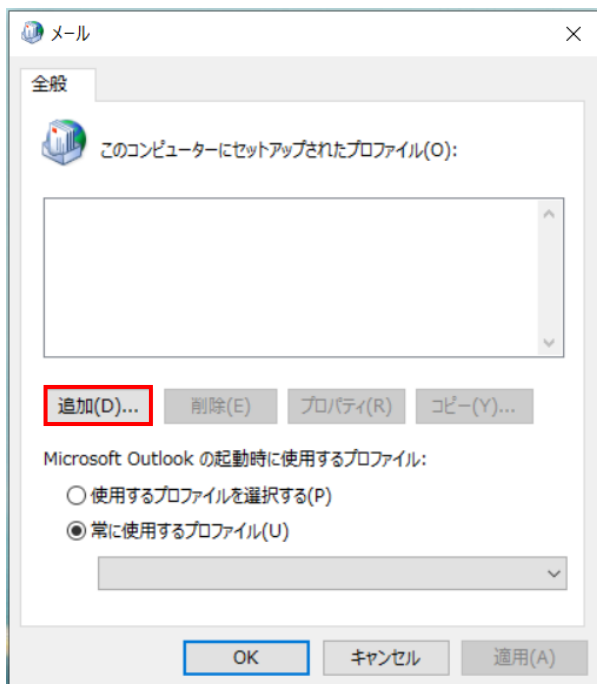 メール
全般
このコンピューターにセットアップされたプロファイル(O):
追加(D)... 削除(E) プロパティ(R) コピー(Y)...
Microsoft Outlook の起動時に使用するプロファイル:
使用するプロファイルを選択する(P)
常に使用するプロファイル(U)
OK キャンセル 適用(A)